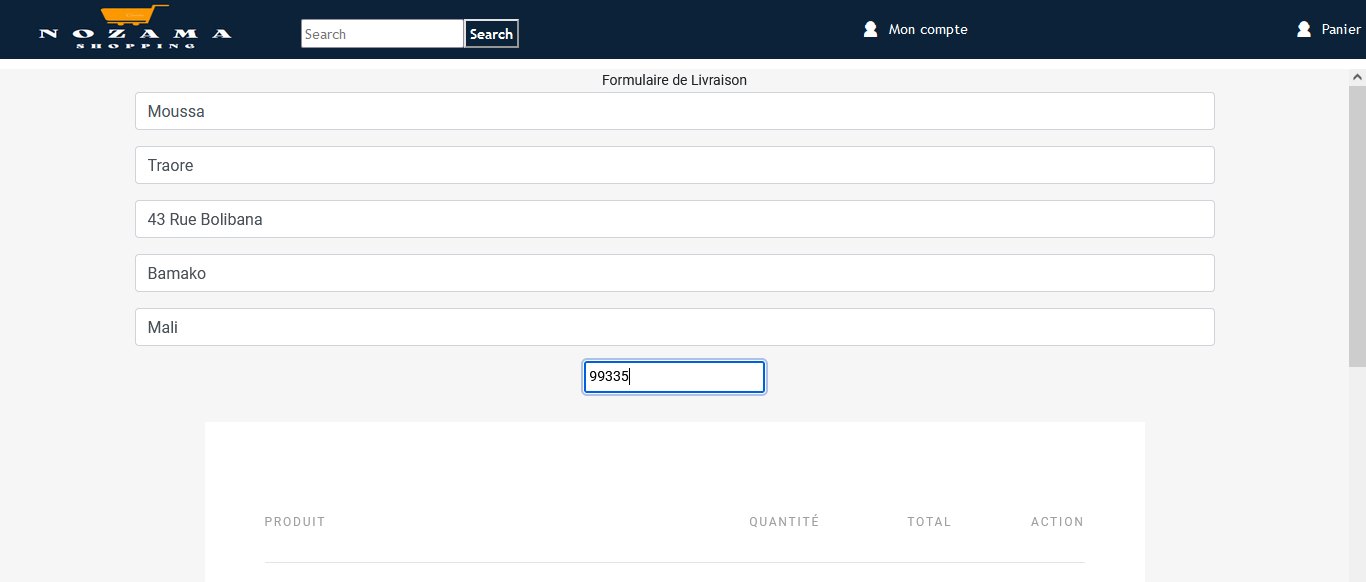 NOZAMA
SHOPPING
Search
Search
Mon compte
Panier
Formulaire de Livraison
Moussa
Traore
43 Rue Bolibana
Bamako
Mali
99335
PRODUIT QUANTITÉ TOTAL ACTION